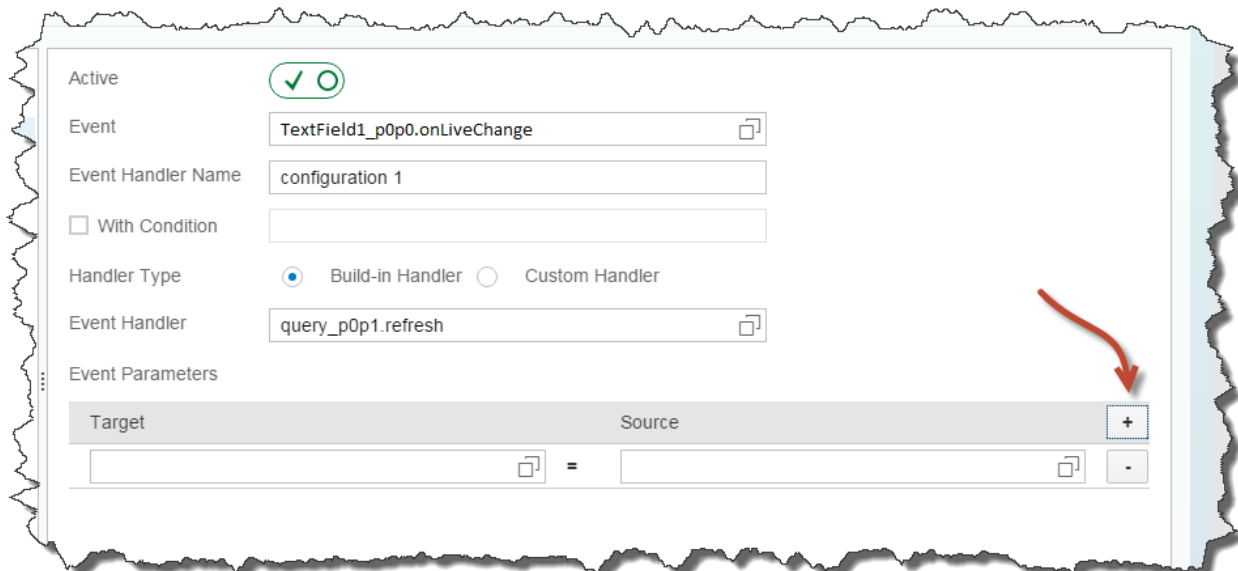 Active
Event TextField1_p0p0.onLiveChange
Event Handler Name configuration 1
With Condition
Handler Type Build-in Handler Custom Handler
Event Handler query_p0p1.refresh
Event Parameters
Target Source +
= -